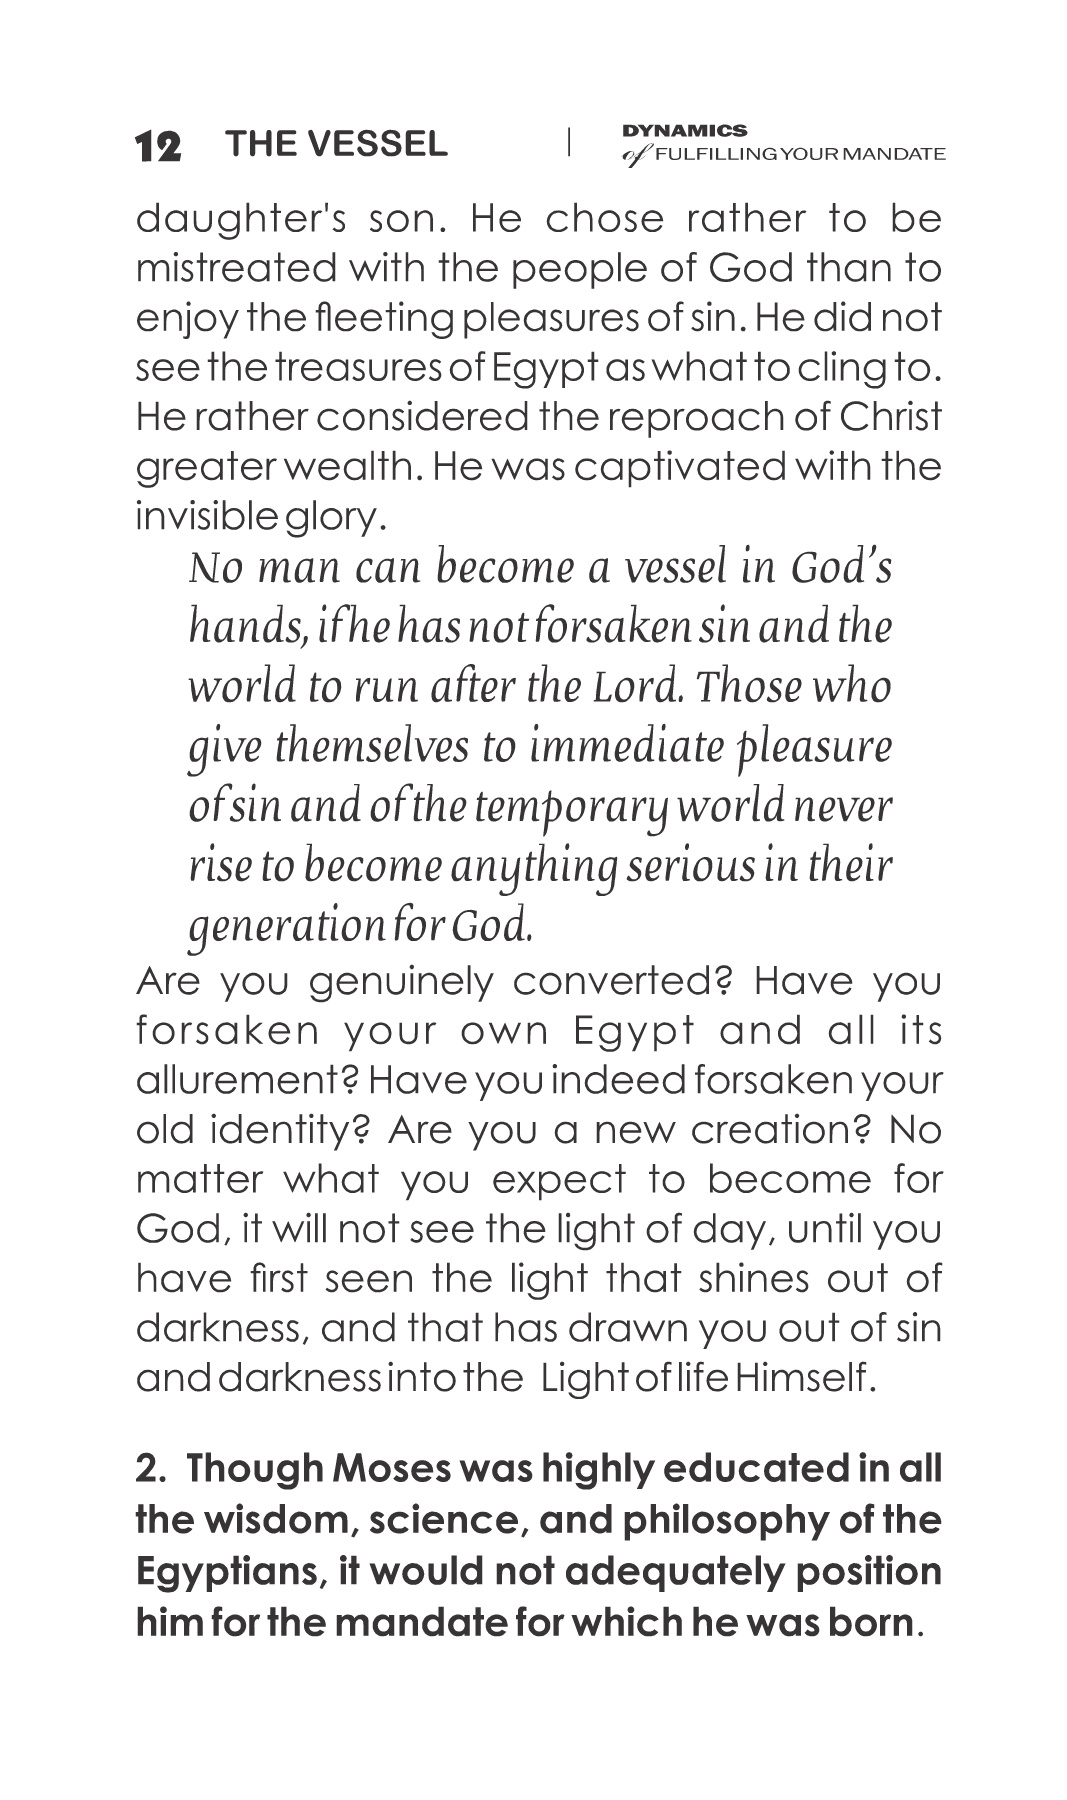 12 THE VESSEL | DYNAMICS
of FULFILLING YOUR MANDATE
daughter's son. He chose rather to be
mistreated with the people of God than to
enjoy the fleeting pleasures of sin. He did not
see the treasures of Egypt as what to cling to.
He rather considered the reproach of Christ
greater wealth. He was captivated with the
invisible glory.
No man can become a vessel in God’s
hands, if he has not forsaken sin and the
world to run after the Lord. Those who
give themselves to immediate pleasure
of sin and of the temporary world never
rise to become anything serious in their
generation for God.
Are you genuinely converted? Have you
forsaken your own Egypt and all its
allurement? Have you indeed forsaken your
old identity? Are you a new creation? No
matter what you expect to become for
God, it will not see the light of day, until you
have first seen the light that shines out of
darkness, and that has drawn you out of sin
and darkness into the Light of life Himself.
2. Though Moses was highly educated in all
the wisdom, science, and philosophy of the
Egyptians, it would not adequately position
him for the mandate for which he was born.